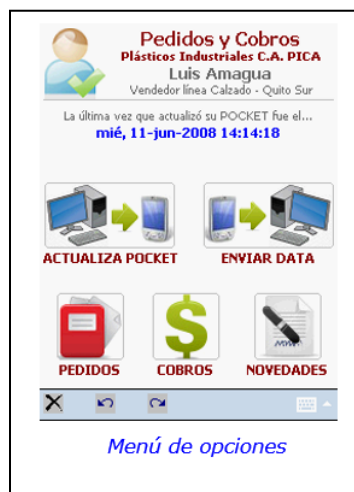 Pedidos y Cobros
Plásticos Industriales C.A. PICA
Luis Amagua
Vendedor línea Calzado - Quito Sur
La última vez que actualizó su POCKET fue el...
mié, 11-jun-2008 14:14:18
ACTUALIZA POCKET
ENVIAR DATA
PEDIDOS
COBROS
NOVEDADES
Menú de opciones